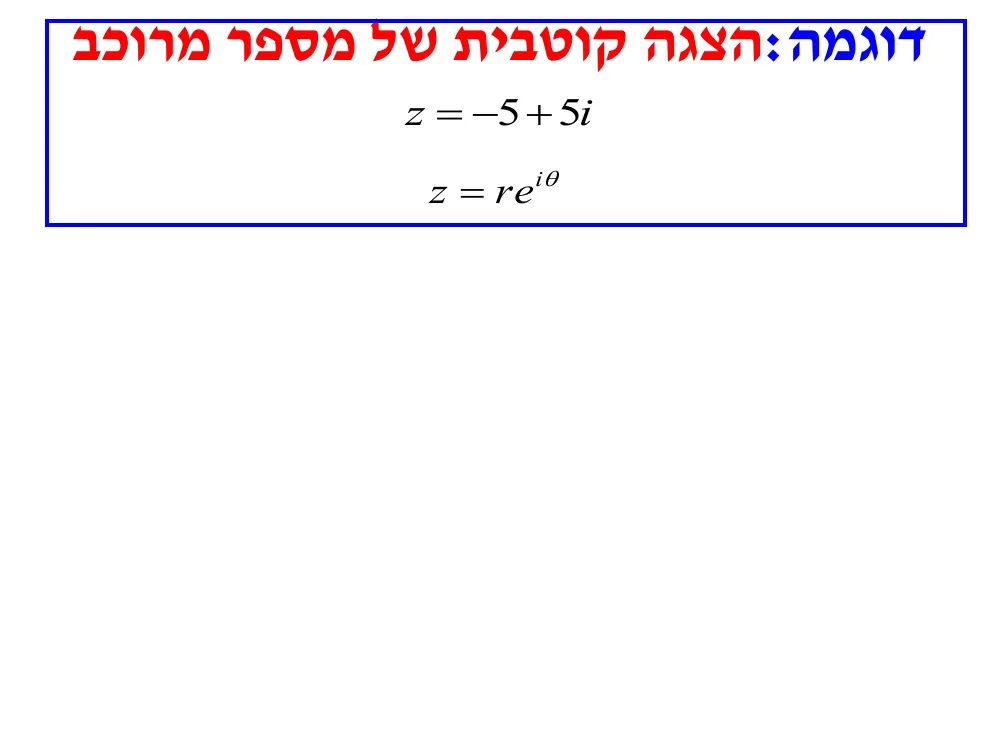 דוגמה: הצגה קוטבית של מספר מרוכב
z = −5 + 5i
z = re^{iθ}